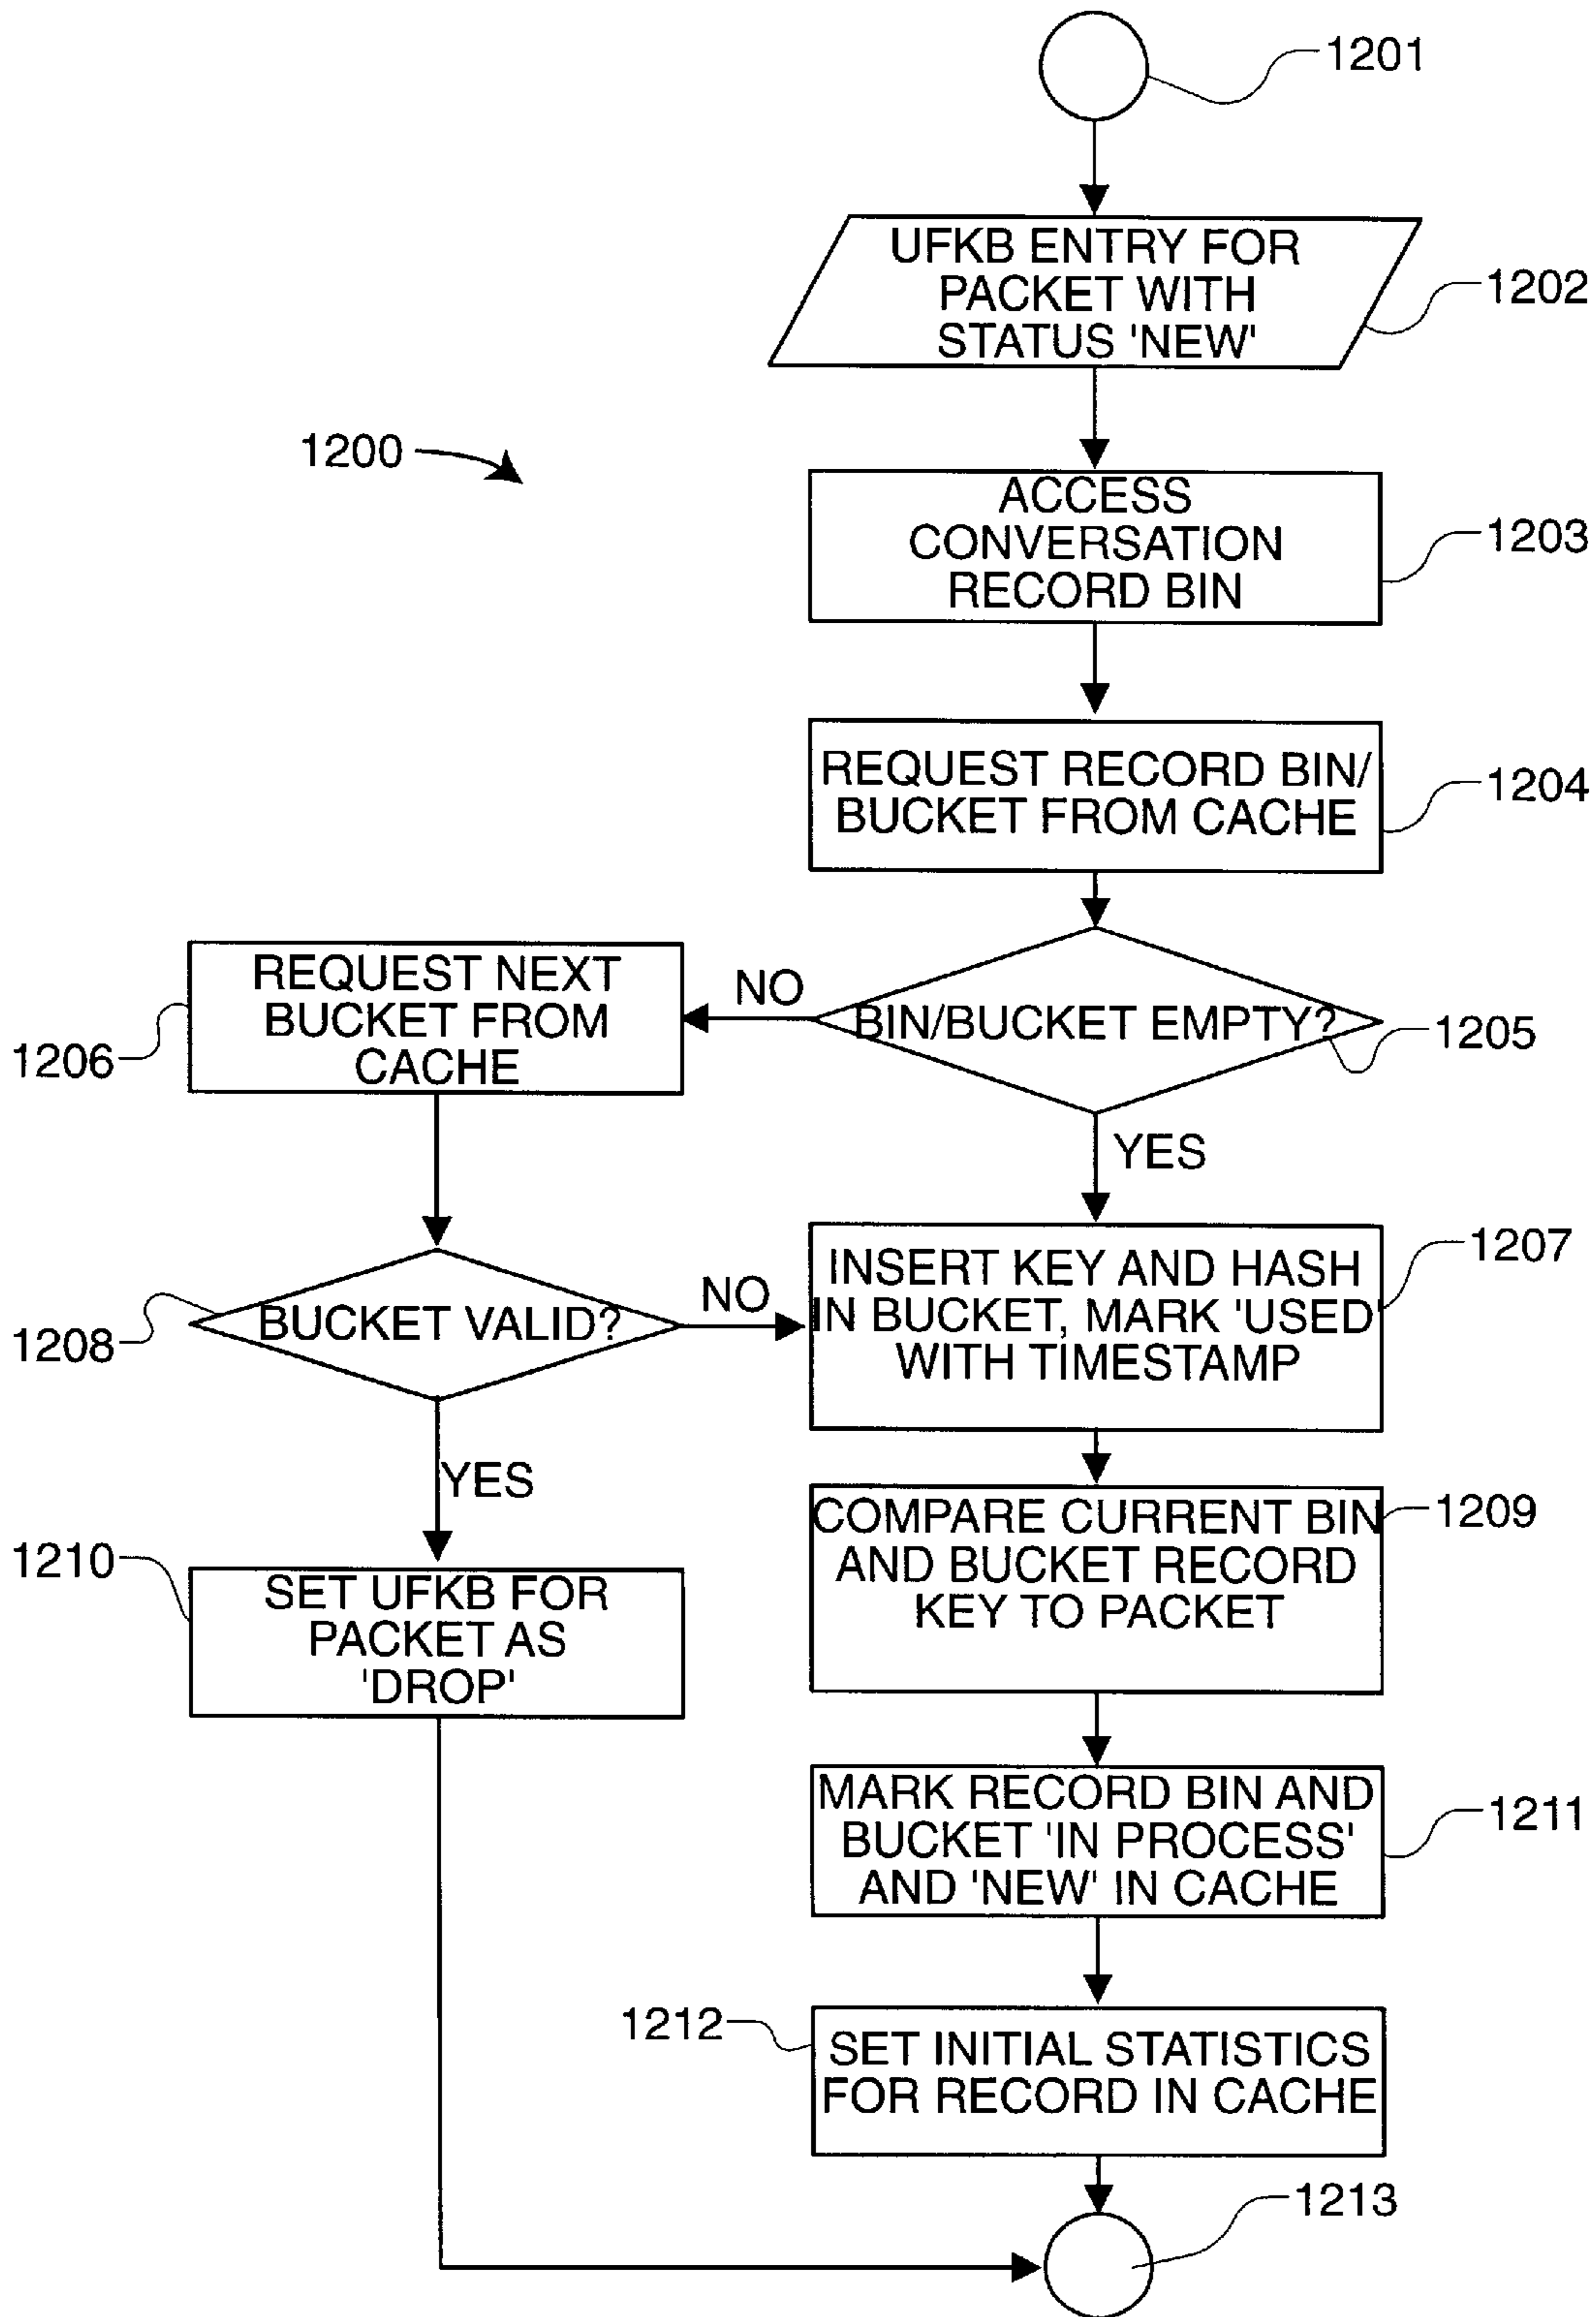 1201
UFKB ENTRY FOR
PACKET WITH
STATUS 'NEW'
1202
1200
ACCESS
CONVERSATION
RECORD BIN
1203
REQUEST RECORD BIN/
BUCKET FROM CACHE
1204
REQUEST NEXT
BUCKET FROM
CACHE
1206
NO
BIN/BUCKET EMPTY?
1205
YES
BUCKET VALID?
1208
NO
INSERT KEY AND HASH
IN BUCKET, MARK 'USED'
WITH TIMESTAMP
1207
YES
COMPARE CURRENT BIN
AND BUCKET RECORD
KEY TO PACKET
1209
1210
SET UFKB FOR
PACKET AS
'DROP'
MARK RECORD BIN AND
BUCKET 'IN PROCESS'
AND 'NEW' IN CACHE
1211
1212
SET INITIAL STATISTICS
FOR RECORD IN CACHE
1213